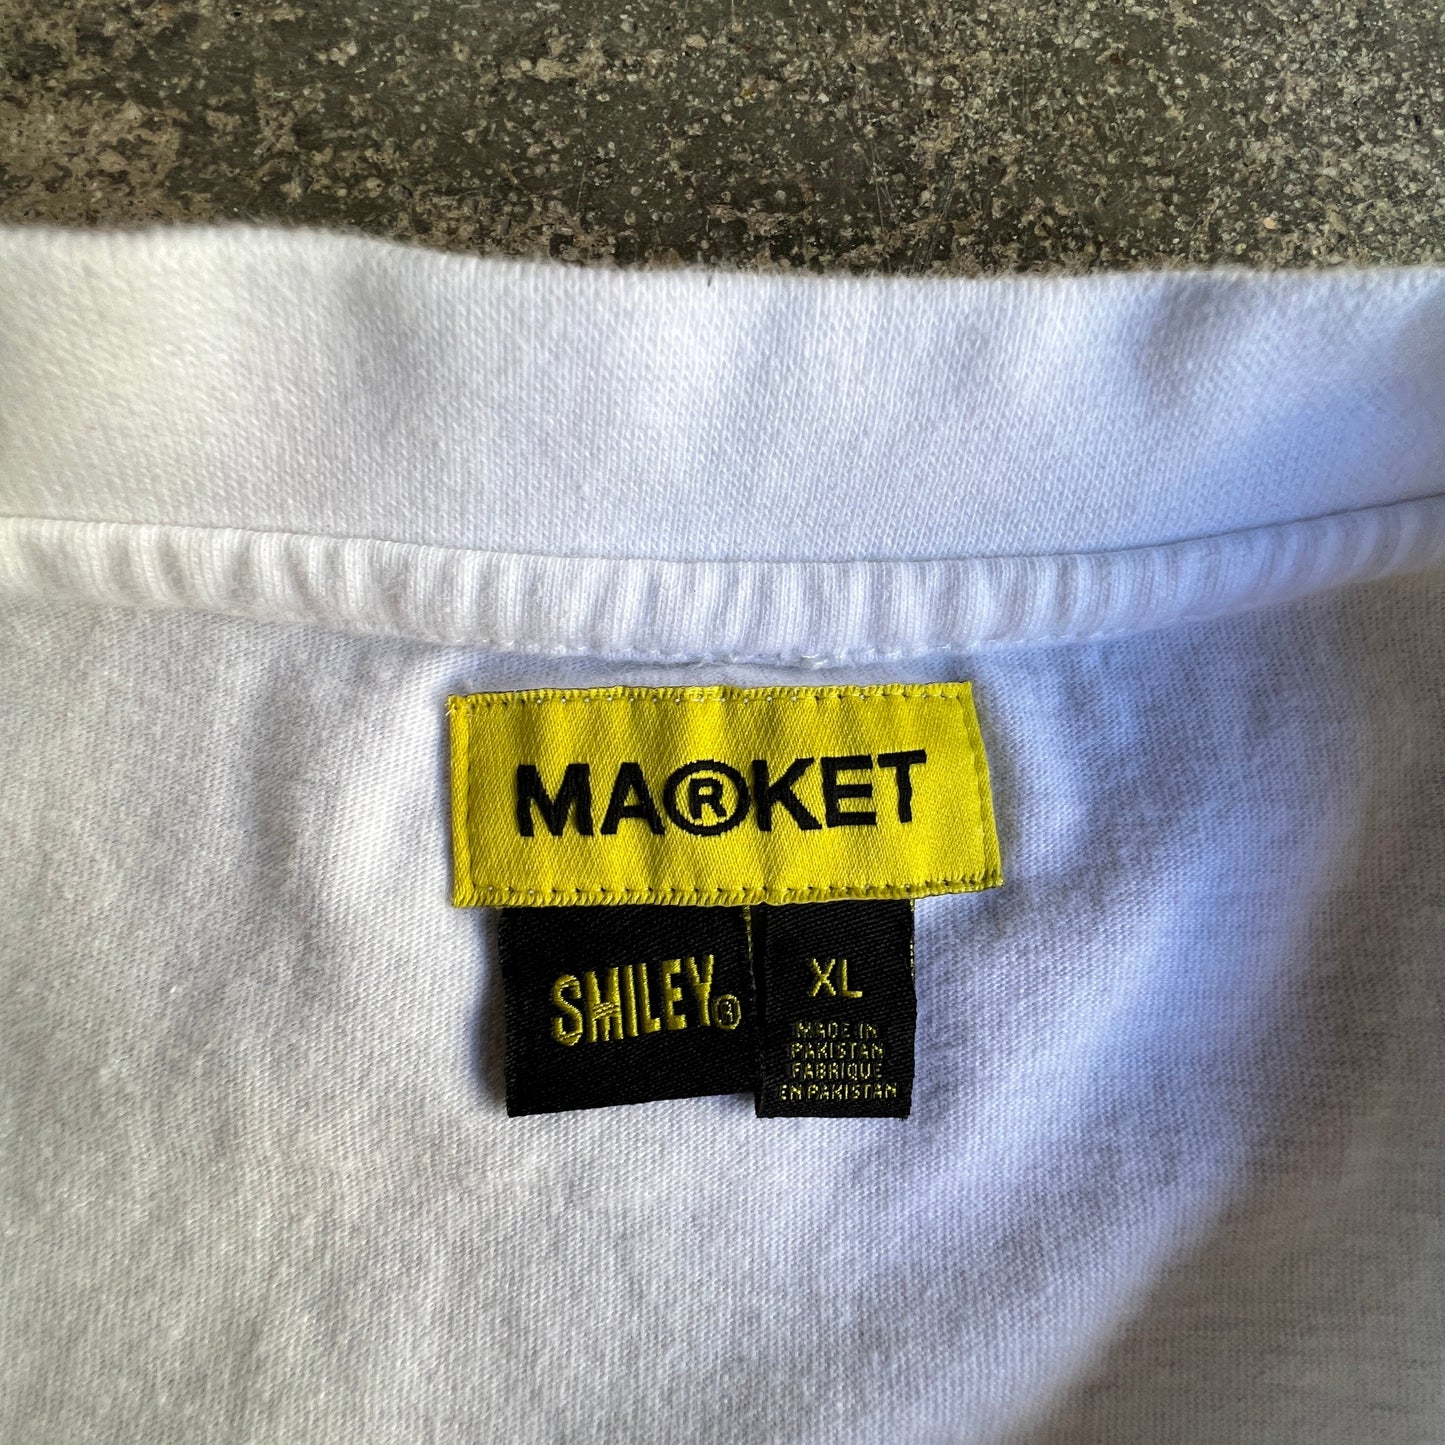 MA®KET
SMILEY®
XL
MADE IN
PAKISTAN
FABRIQUE
EN PAKISTAN